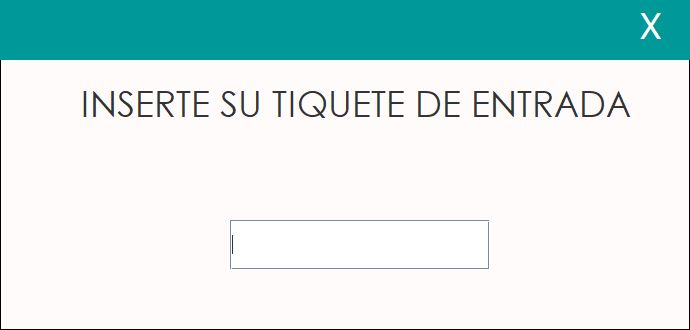 X
INSERTE SU TIQUETE DE ENTRADA